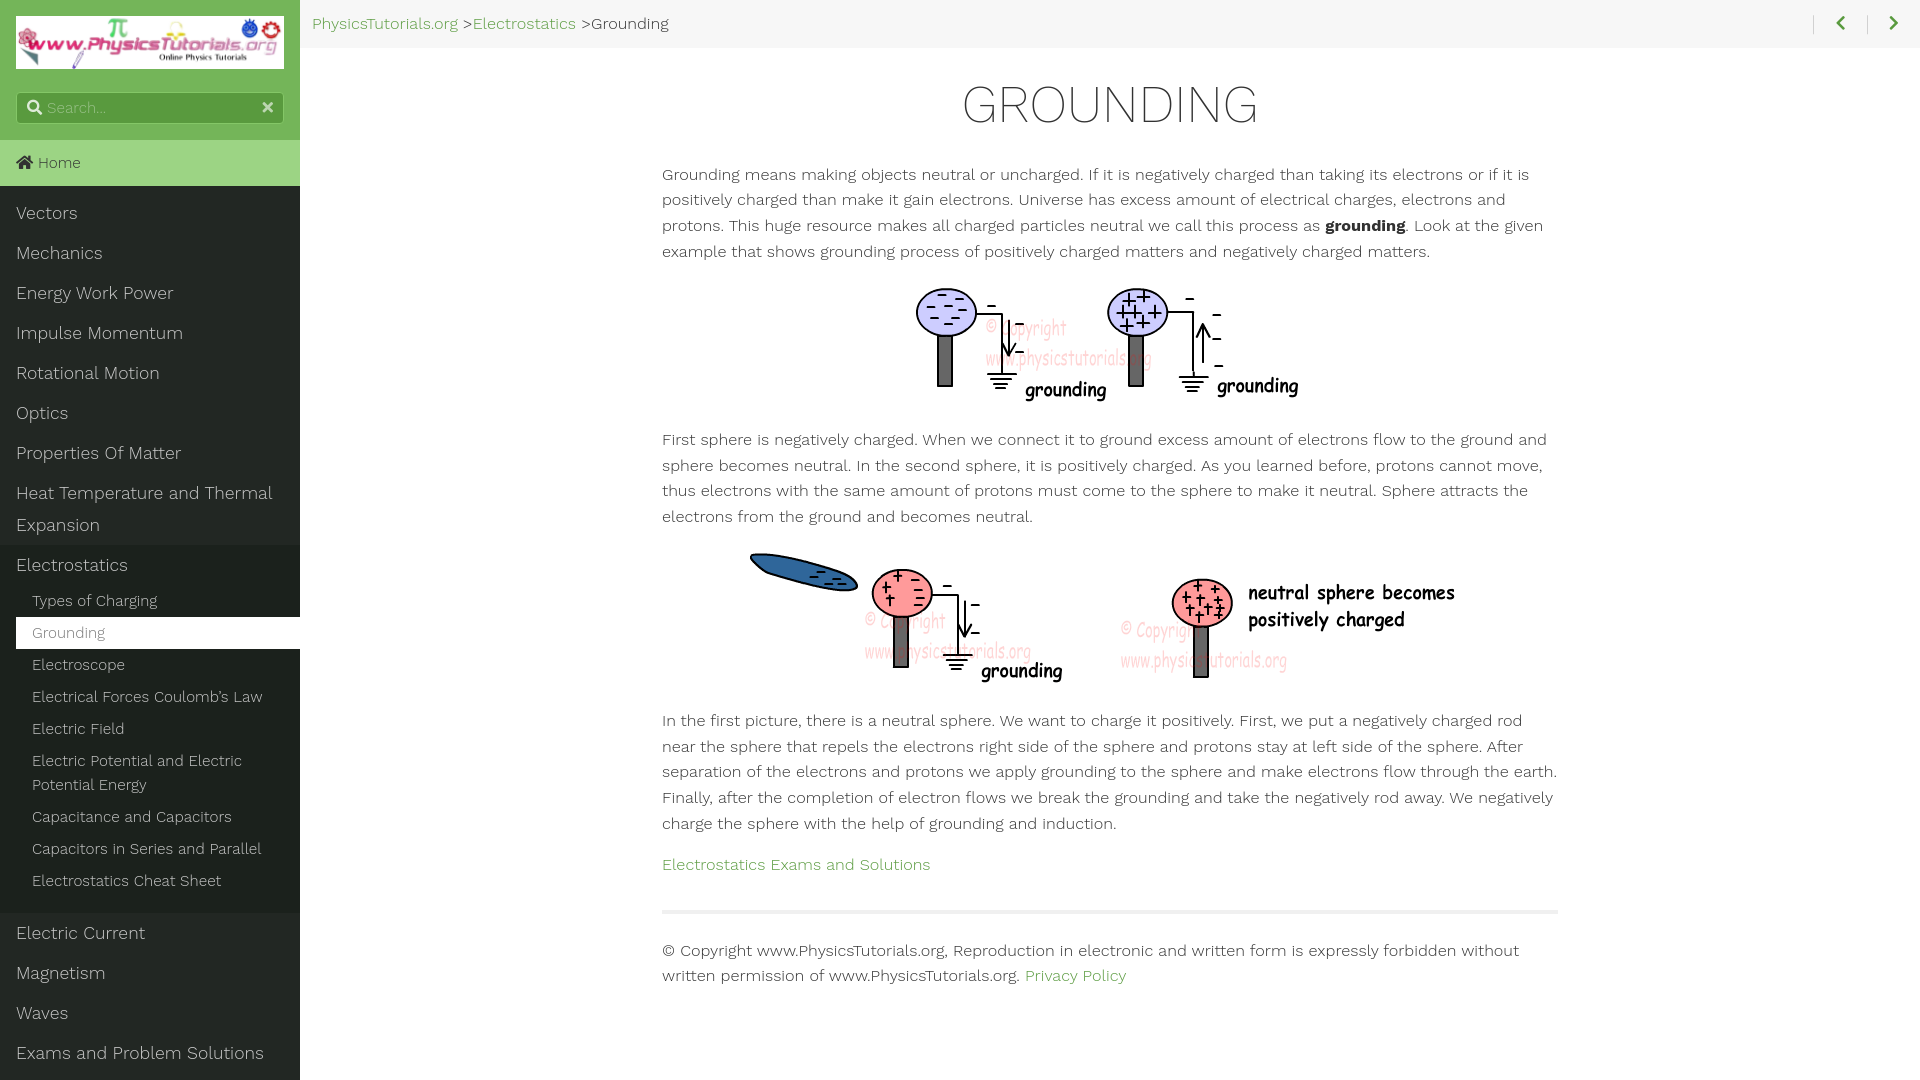 www.PhysicsTutorials.org
Online Physics Tutorials
Search...
Home
Vectors
Mechanics
Energy Work Power
Impulse Momentum
Rotational Motion
Optics
Properties Of Matter
Heat Temperature and Thermal
Expansion
Electrostatics
Types of Charging
Grounding
Electroscope
Electrical Forces Coulomb’s Law
Electric Field
Electric Potential and Electric
Potential Energy
Capacitance and Capacitors
Capacitors in Series and Parallel
Electrostatics Cheat Sheet
Electric Current
Magnetism
Waves
Exams and Problem Solutions
PhysicsTutorials.org >Electrostatics >Grounding
GROUNDING
Grounding means making objects neutral or uncharged. If it is negatively charged than taking its electrons or if it is
positively charged than make it gain electrons. Universe has excess amount of electrical charges, electrons and
protons. This huge resource makes all charged particles neutral we call this process as grounding. Look at the given
example that shows grounding process of positively charged matters and negatively charged matters.
© Copyright
www.physicstutorials.org
grounding
grounding
First sphere is negatively charged. When we connect it to ground excess amount of electrons flow to the ground and
sphere becomes neutral. In the second sphere, it is positively charged. As you learned before, protons cannot move,
thus electrons with the same amount of protons must come to the sphere to make it neutral. Sphere attracts the
electrons from the ground and becomes neutral.
neutral sphere becomes
positively charged
© Copyright
www.physicstutorials.org
grounding
© Copyright
www.physicstutorials.org
In the first picture, there is a neutral sphere. We want to charge it positively. First, we put a negatively charged rod
near the sphere that repels the electrons right side of the sphere and protons stay at left side of the sphere. After
separation of the electrons and protons we apply grounding to the sphere and make electrons flow through the earth.
Finally, after the completion of electron flows we break the grounding and take the negatively rod away. We negatively
charge the sphere with the help of grounding and induction.
Electrostatics Exams and Solutions
© Copyright www.PhysicsTutorials.org, Reproduction in electronic and written form is expressly forbidden without
written permission of www.PhysicsTutorials.org. Privacy Policy